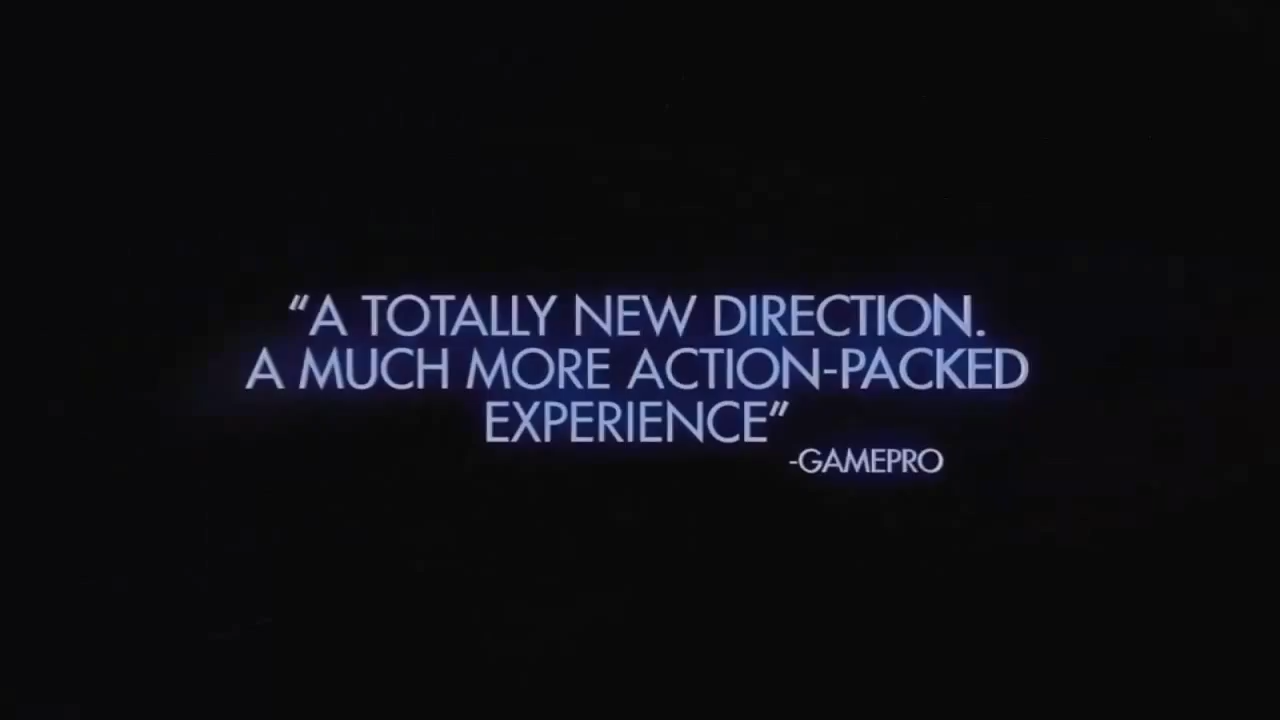 “A TOTALLY NEW DIRECTION.
A MUCH MORE ACTION-PACKED
EXPERIENCE”
-GAMEPRO